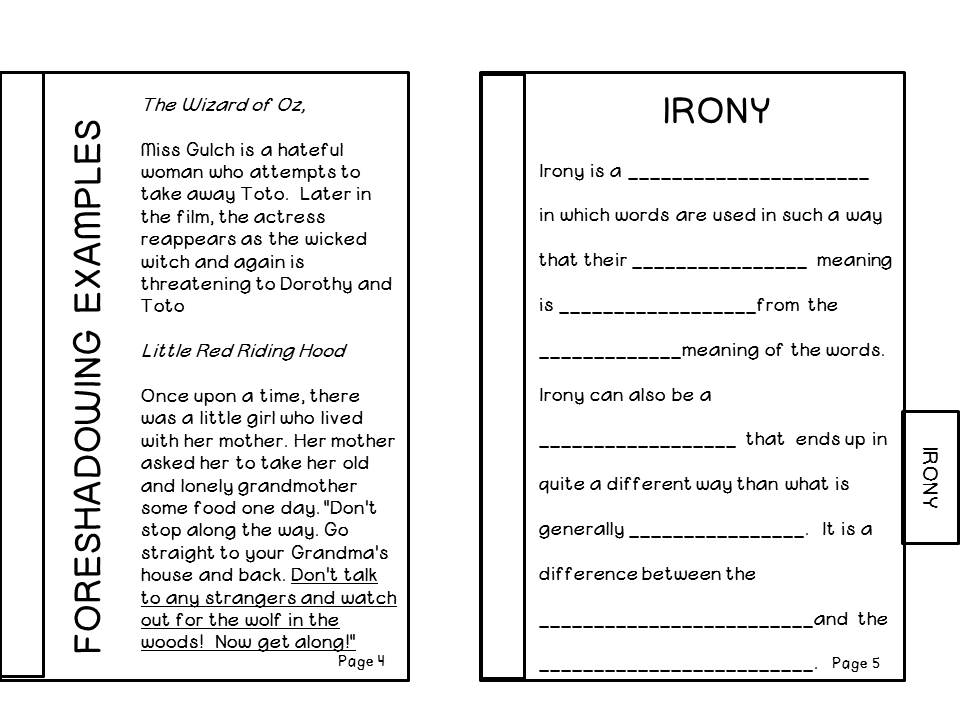 FORESHADOWING EXAMPLES
The Wizard of Oz,
Miss Gulch is a hateful
woman who attempts to
take away Toto. Later in
the film, the actress
reappears as the wicked
witch and again is
threatening to Dorothy and
Toto
Little Red Riding Hood
Once upon a time, there
was a little girl who lived
with her mother. Her mother
asked her to take her old
and lonely grandmother
some food one day. "Don't
stop along the way. Go
straight to your Grandma's
house and back. Don't talk
to any strangers and watch
out for the wolf in the
woods! Now get along!"
Page 4
IRONY
Irony is a ______________________
in which words are used in such a way
that their ________________ meaning
is __________________from the
_____________meaning of the words.
Irony can also be a
__________________ that ends up in
quite a different way than what is
generally ________________. It is a
difference between the
_________________________and the
_________________________. Page 5
IRONY